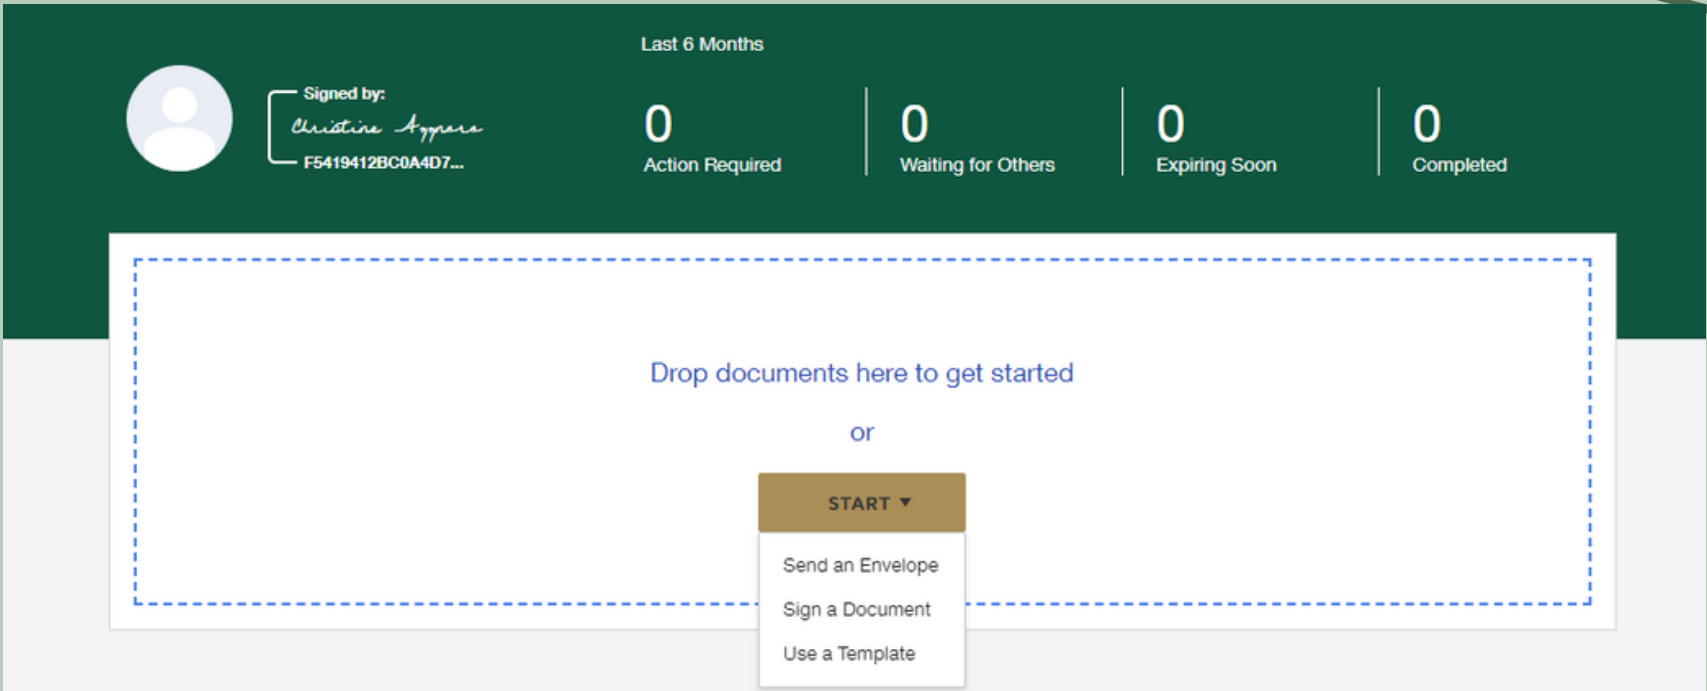 Last 6 Months
Signed by:
Christine
F5419412BC0A4D7...
0
Action Required
0
Waiting for Others
0
Expiring Soon
0
Completed
Drop documents here to get started
or
START
Send an Envelope
Sign a Document
Use a Template